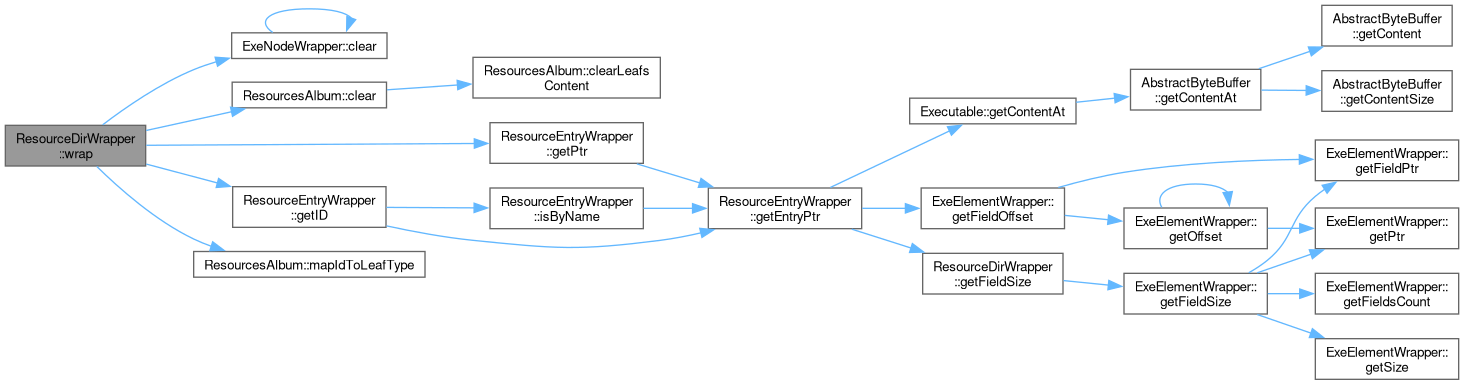 ResourceDirWrapper
::wrap
ExeNodeWrapper::clear
ResourcesAlbum::clear
ResourcesAlbum::clearLeafs
Content
ResourceEntryWrapper
::getPtr
ResourceEntryWrapper
::getID
ResourceEntryWrapper
::isByName
ResourcesAlbum::mapIdToLeafType
ResourceEntryWrapper
::getEntryPtr
Executable::getContentAt
AbstractByteBuffer
::getContentAt
AbstractByteBuffer
::getContent
AbstractByteBuffer
::getContentSize
ExeElementWrapper::
getFieldOffset
ResourceDirWrapper
::getFieldSize
ExeElementWrapper::
getOffset
ExeElementWrapper::
getFieldSize
ExeElementWrapper::
getFieldPtr
ExeElementWrapper::
getPtr
ExeElementWrapper::
getFieldsCount
ExeElementWrapper::
getSize